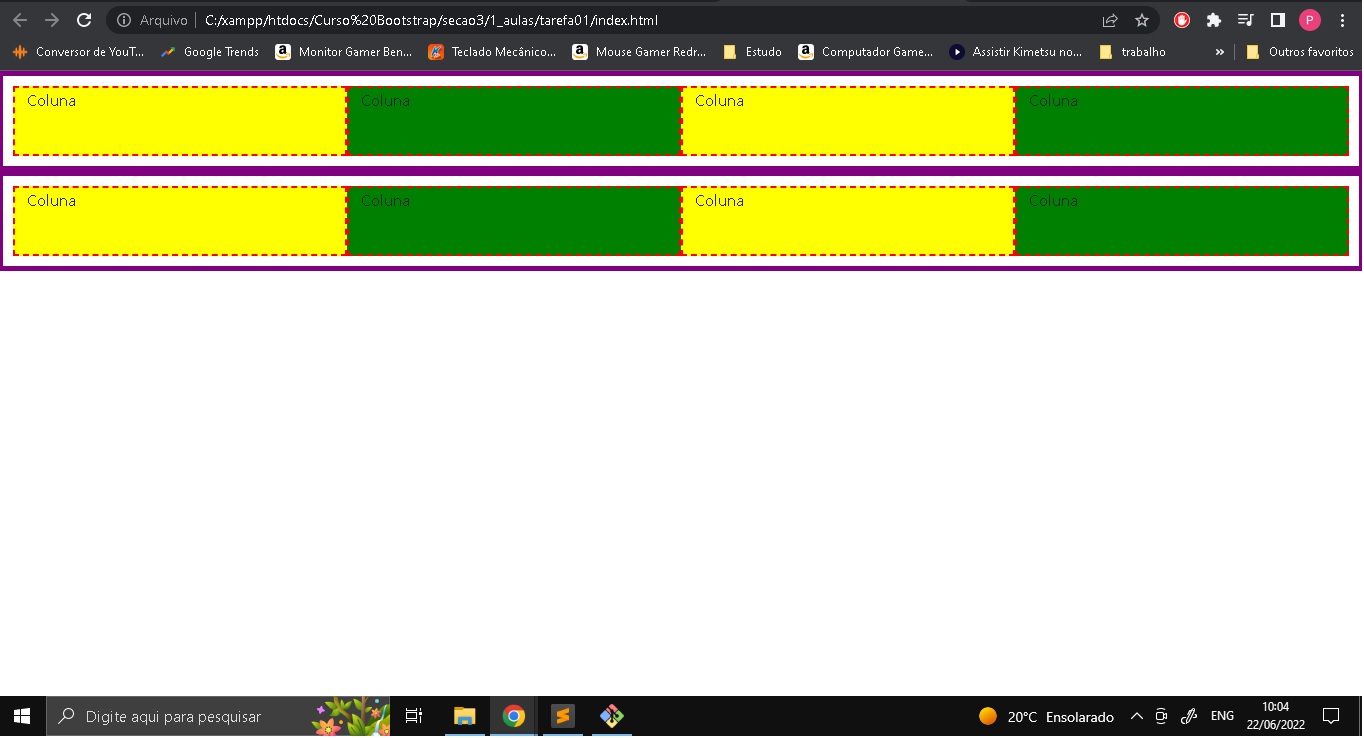 Arquivo C:/xampp/htdocs/Curso%20Bootstrap/secao3/1_aulas/tarefa01/index.html P
Conversor de YouT... Google Trends Monitor Gamer Ben... Teclado Mecânico... Mouse Gamer Redr... Estudo Computador Game... Assistir Kimetsu no... trabalho » Outros favoritos
Coluna Coluna Coluna Coluna
Coluna Coluna Coluna Coluna
Digite aqui para pesquisar 20°C Ensolarado ENG 10:04
22/06/2022